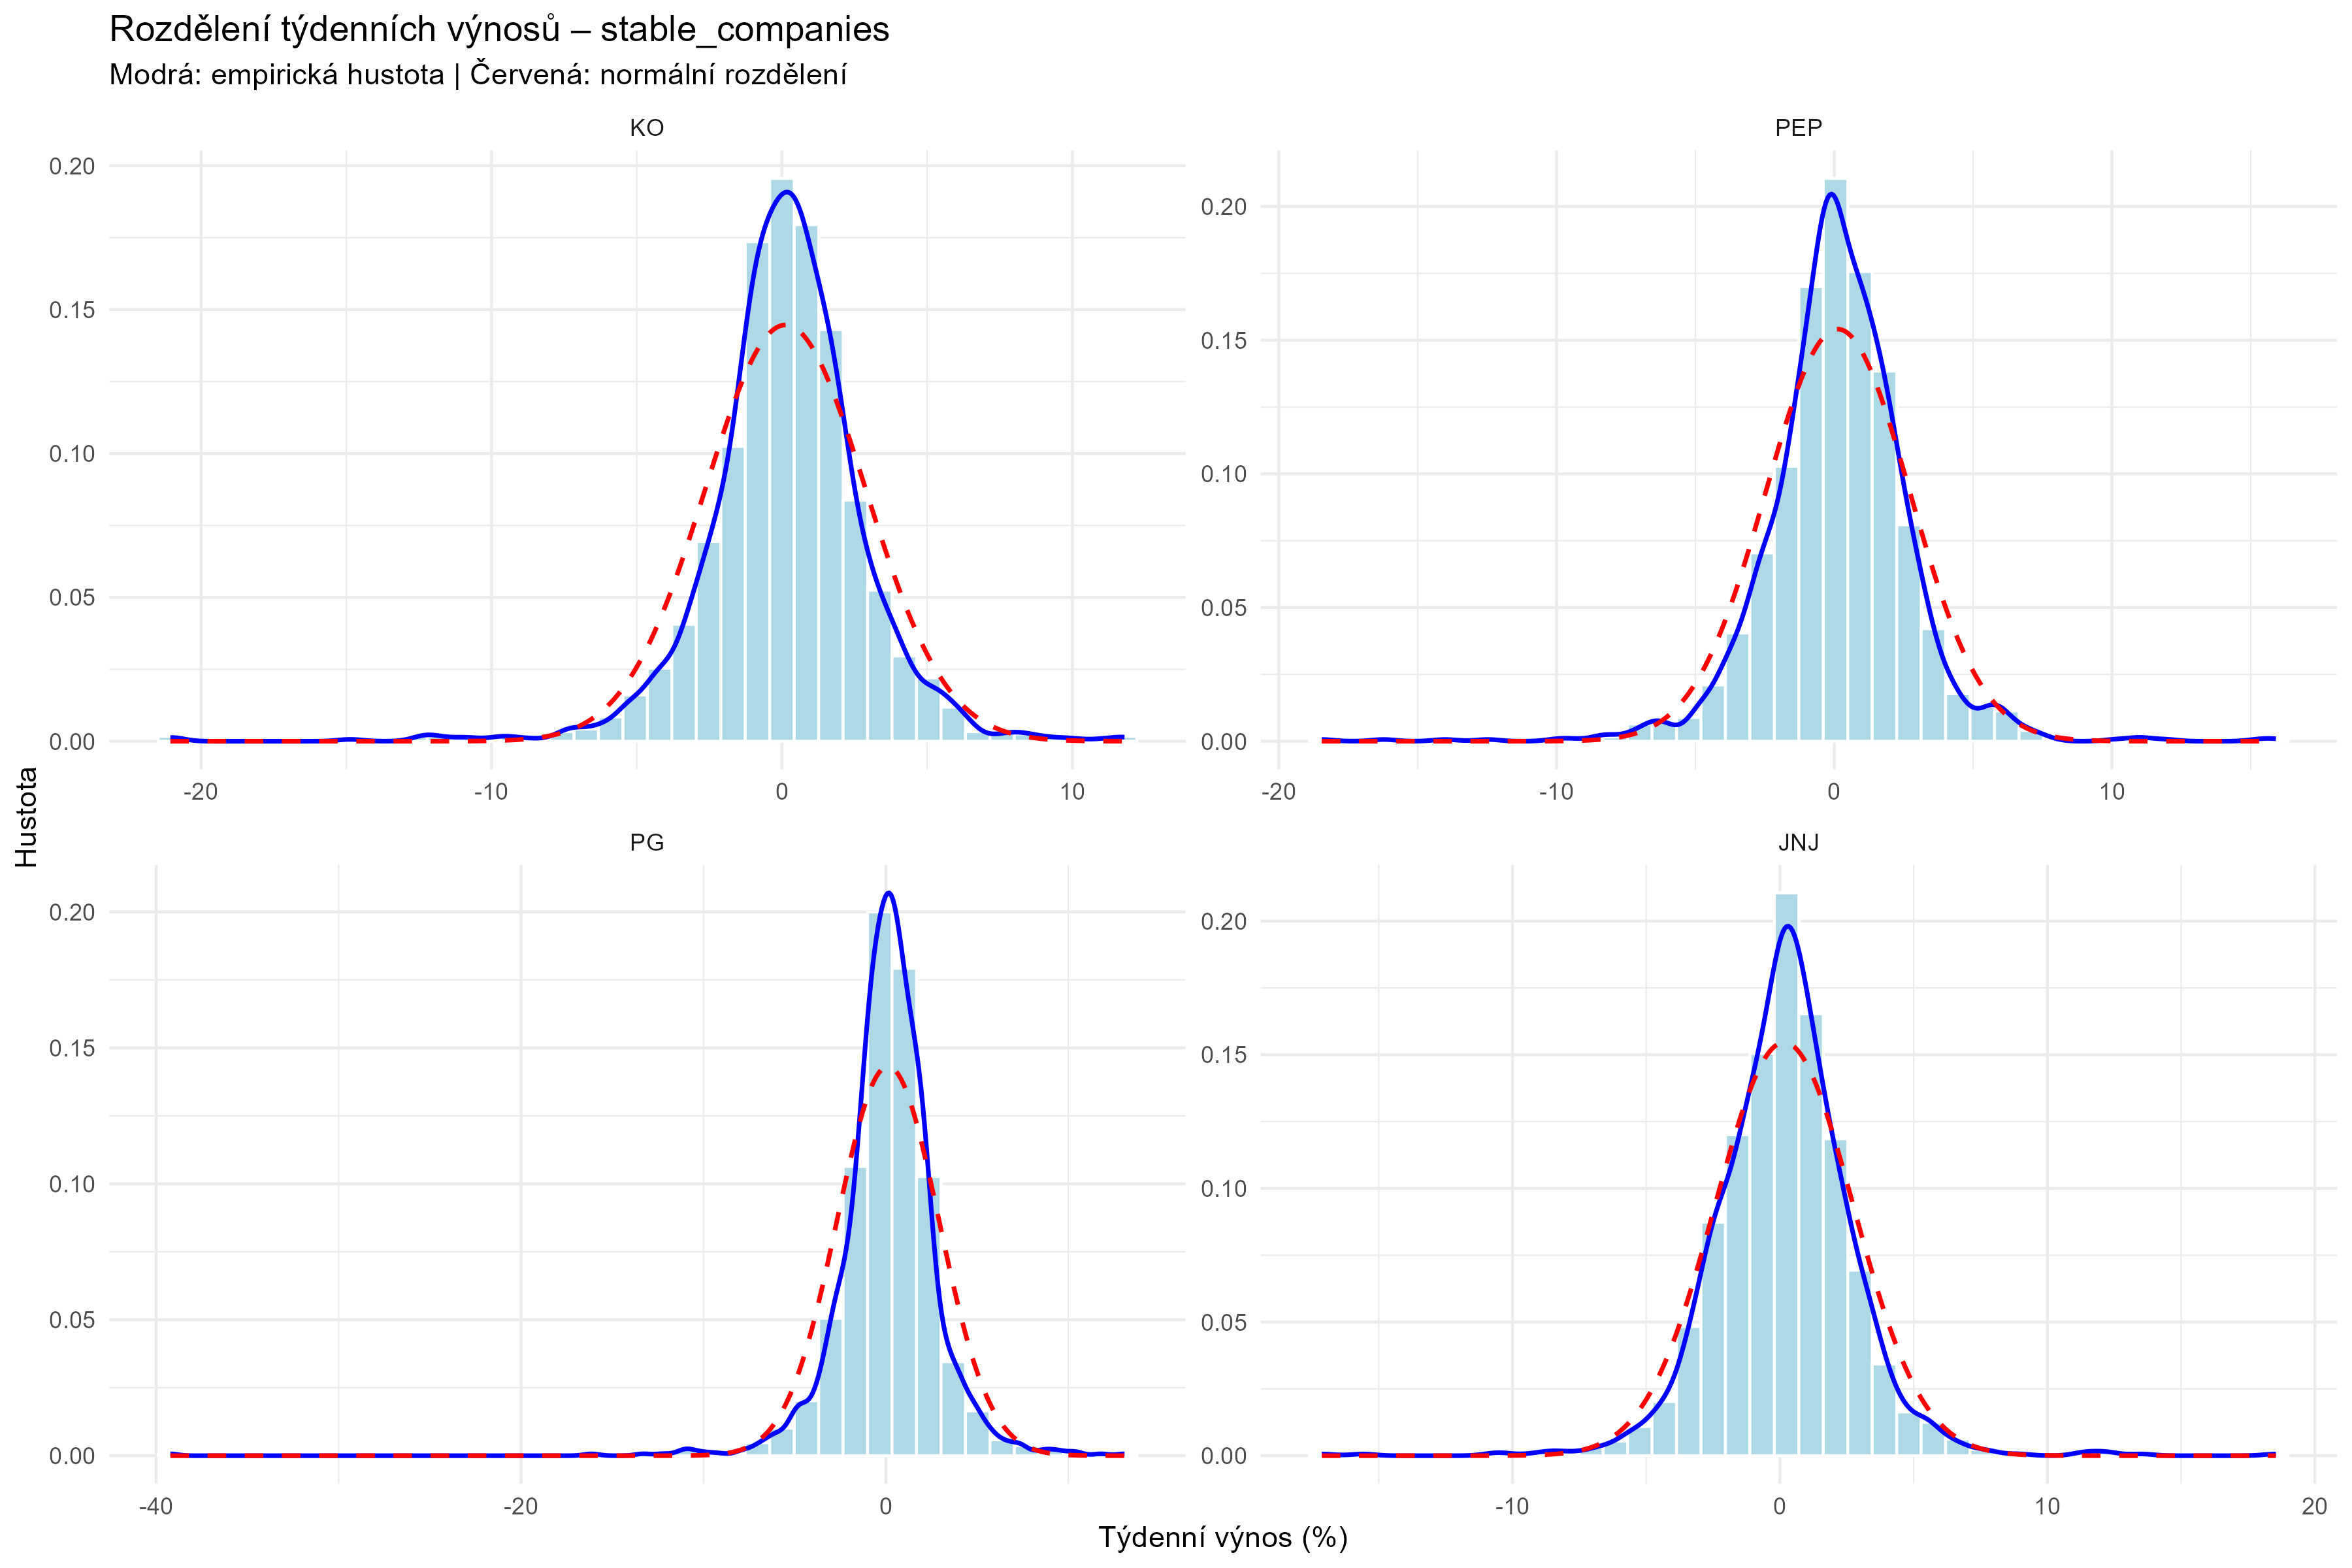 Rozdělení týdenních výnosů – stable_companies
Modrá: empirická hustota | Červená: normální rozdělení
KO
PEP
0.20
0.15
0.10
0.05
0.00
0.20
0.15
0.10
0.05
0.00
-20 -10 0 10
-20 -10 0 10
Hustota
PG
JNJ
0.20
0.15
0.10
0.05
0.00
0.20
0.15
0.10
0.05
0.00
-40 -20 0
-10 0 10 20
Týdenní výnos (%)